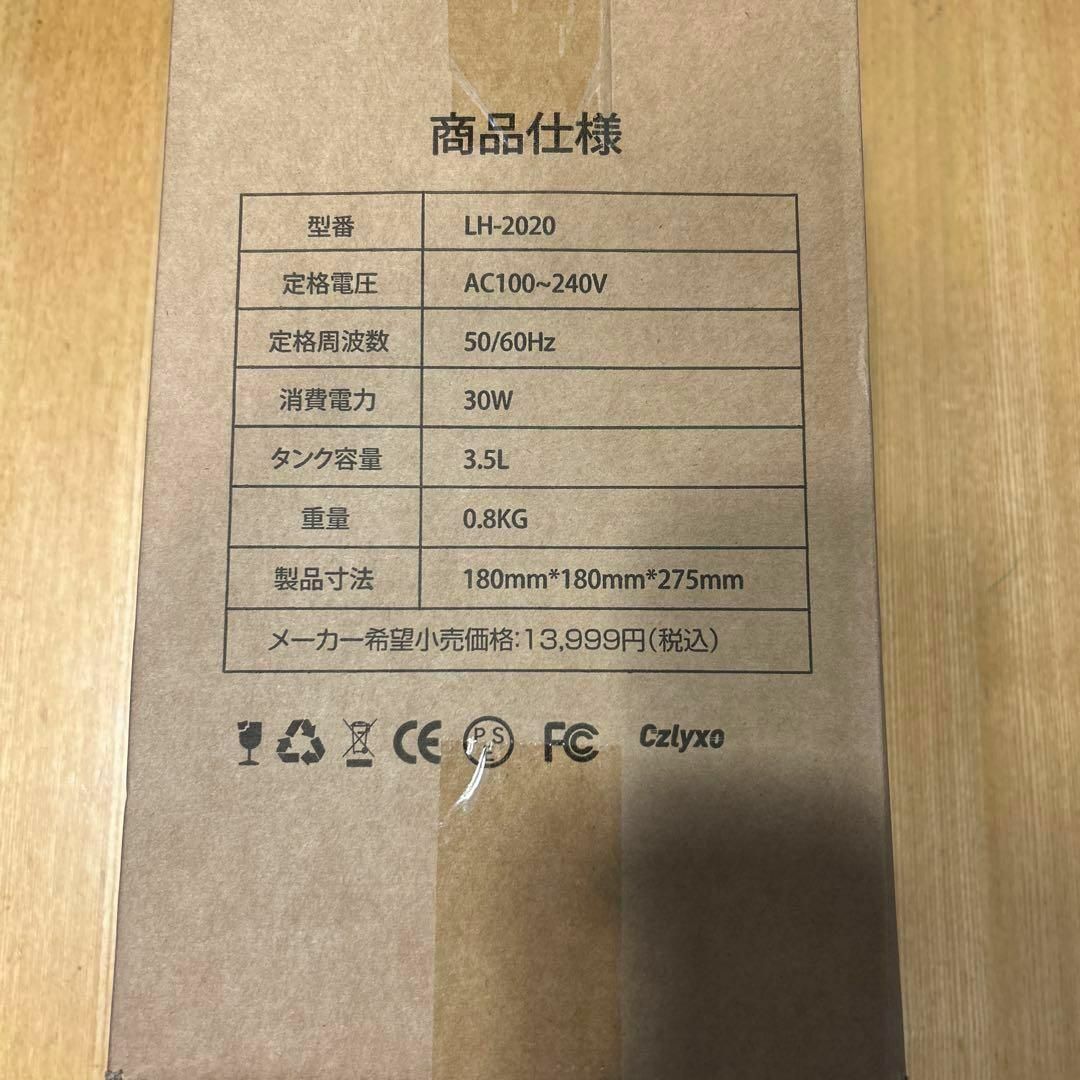 商品仕様
型番 LH-2020
定格電圧 AC100~240V
定格周波数 50/60Hz
消費電力 30W
タンク容量 3.5L
重量 0.8KG
製品寸法 180mm*180mm*275mm
メーカー希望小売価格:13,999円(税込)
CE PSE FC Czlyxo